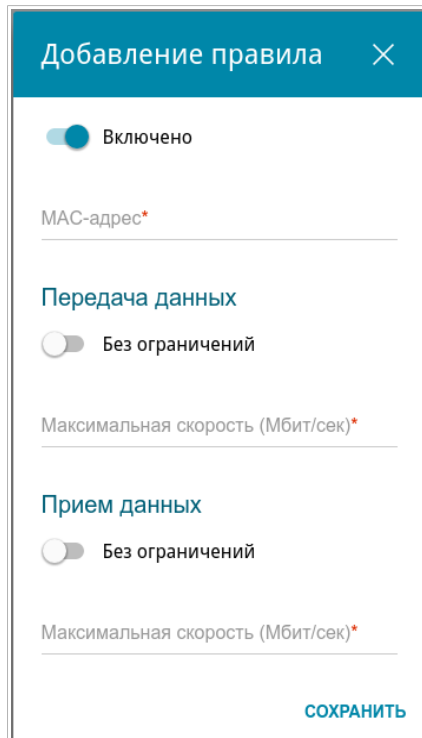 Добавление правила
Включено
MAC-адрес*
Передача данных
Без ограничений
Максимальная скорость (Мбит/сек)*
Прием данных
Без ограничений
Максимальная скорость (Мбит/сек)*
СОХРАНИТЬ